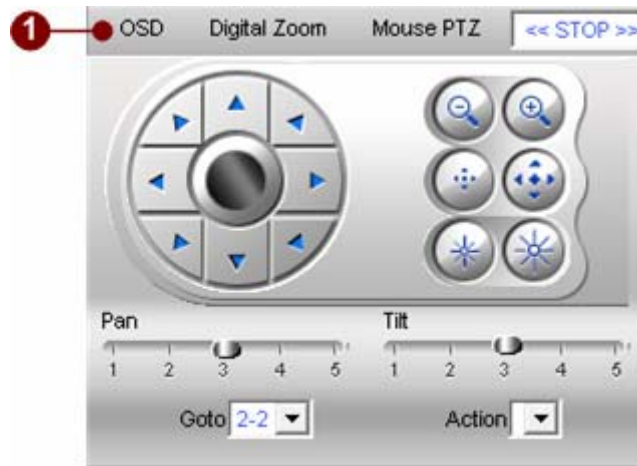 1 OSD Digital Zoom Mouse PTZ << STOP >>
Pan Tilt
1 2 3 4 5 1 2 3 4 5
Goto 2-2 Action